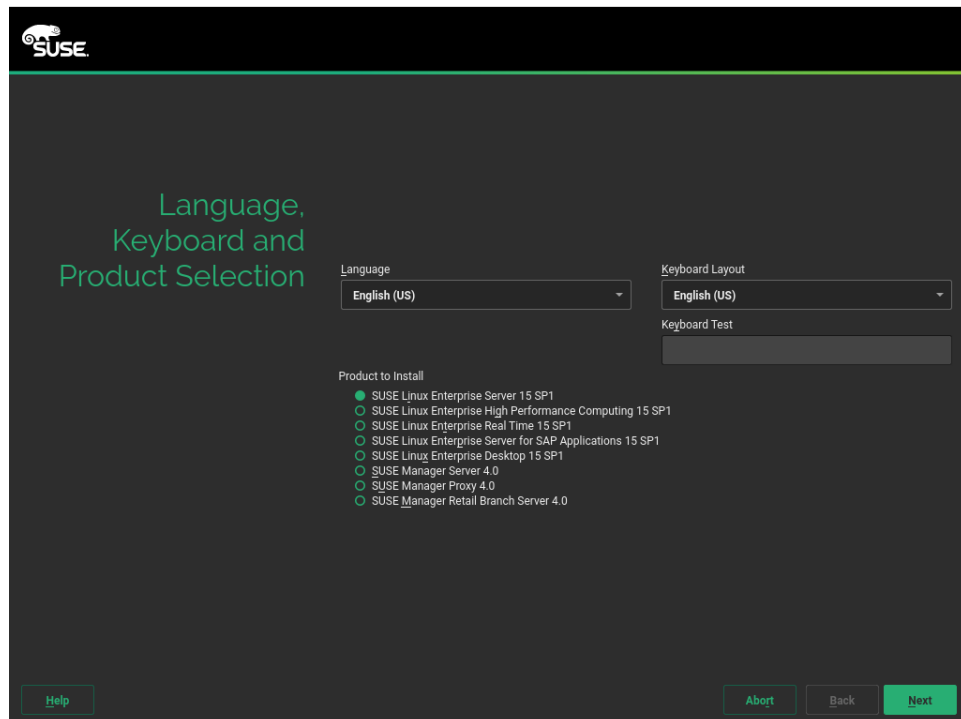 SUSE.
Language,
Keyboard and
Product Selection
Language
Keyboard Layout
English (US)
English (US)
Keyboard Test
Product to Install
SUSE Linux Enterprise Server 15 SP1
SUSE Linux Enterprise High Performance Computing 15 SP1
SUSE Linux Enterprise Real Time 15 SP1
SUSE Linux Enterprise Server for SAP Applications 15 SP1
SUSE Linux Enterprise Desktop 15 SP1
SUSE Manager Server 4.0
SUSE Manager Proxy 4.0
SUSE Manager Retail Branch Server 4.0
Help
Abort
Back
Next